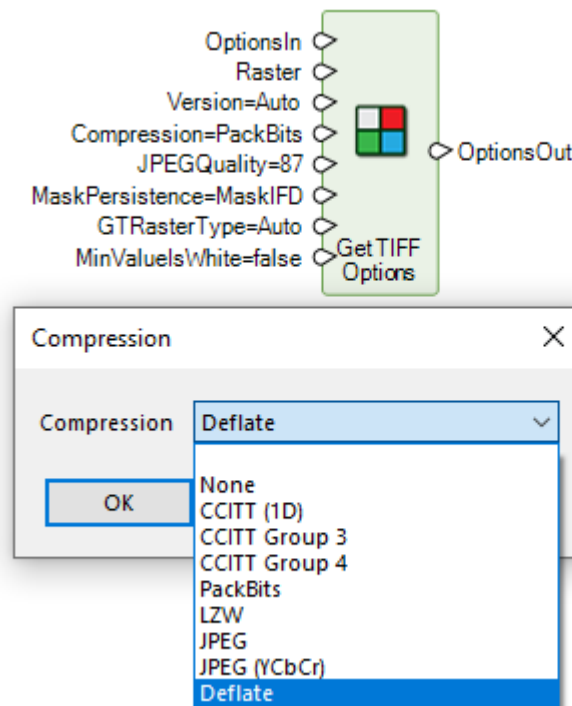 OptionsIn
Raster
Version=Auto
Compression=PackBits
JPEGQuality=87
MaskPersistence=MaskIFD
GTRasterType=Auto
MinValueIsWhite=false
OptionsOut
Get TIFF
Options
Compression
Compression Deflate
OK
None
CCITT (1D)
CCITT Group 3
CCITT Group 4
PackBits
LZW
JPEG
JPEG (YCbCr)
Deflate